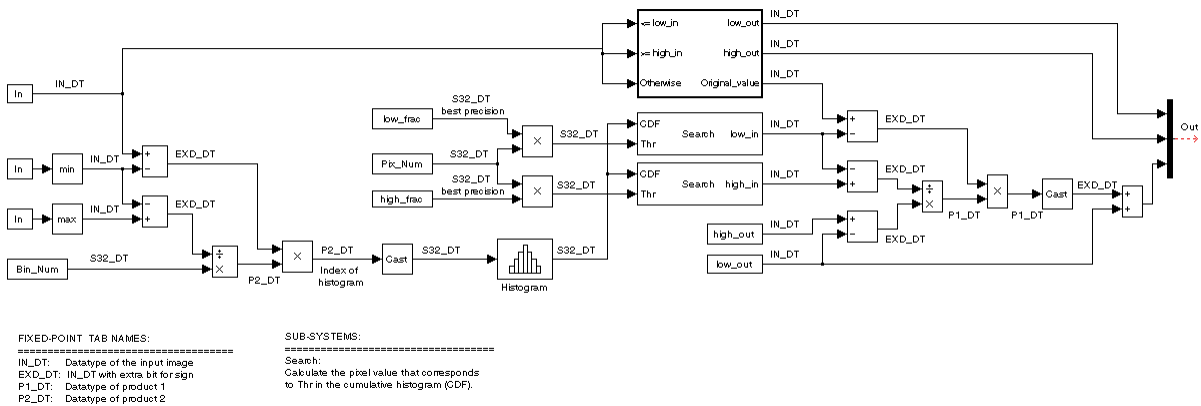 IN_DT
<= low_in
low_out
IN_DT
>= high_in
high_out
IN_DT
Otherwise
Original_value
IN_DT
In
IN_DT
S32_DT
best precision
low_frac
×
S32_DT
CDF
Thr
Search
low_in
IN_DT
+
−
EXD_DT
In
min
IN_DT
+
−
EXD_DT
Pix_Num
S32_DT
S32_DT
best precision
high_frac
×
S32_DT
CDF
Thr
Search
high_in
IN_DT
−
+
EXD_DT
÷
×
P1_DT
×
P1_DT
Cast
EXD_DT
+
+
Out
In
max
IN_DT
−
+
EXD_DT
high_out
IN_DT
+
−
EXD_DT
low_out
IN_DT
Bin_Num
S32_DT
÷
×
P2_DT
×
P2_DT
Index of
histogram
Cast
S32_DT
Histogram
S32_DT
FIXED-POINT TAB NAMES:
====================================
IN_DT: Datatype of the input image
EXD_DT: IN_DT with extra bit for sign
P1_DT: Datatype of product 1
P2_DT: Datatype of product 2
SUB-SYSTEMS:
===================================
Search:
Calculate the pixel value that corresponds
to Thr in the cumulative histogram (CDF).